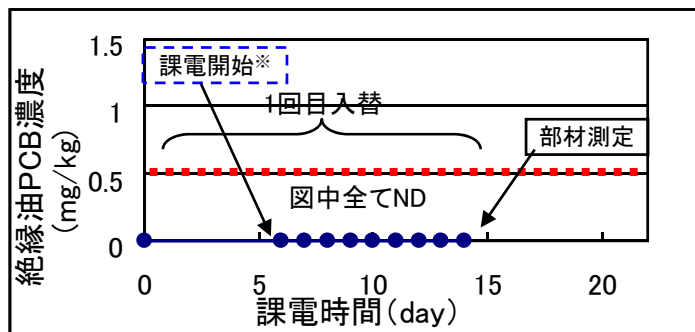 1.5
課電開始※
1
1回目入替
部材測定
0.5
図中全てND
0
0
5
10
15
20
課電時間(day)
絶縁油PCB濃度
(mg/kg)